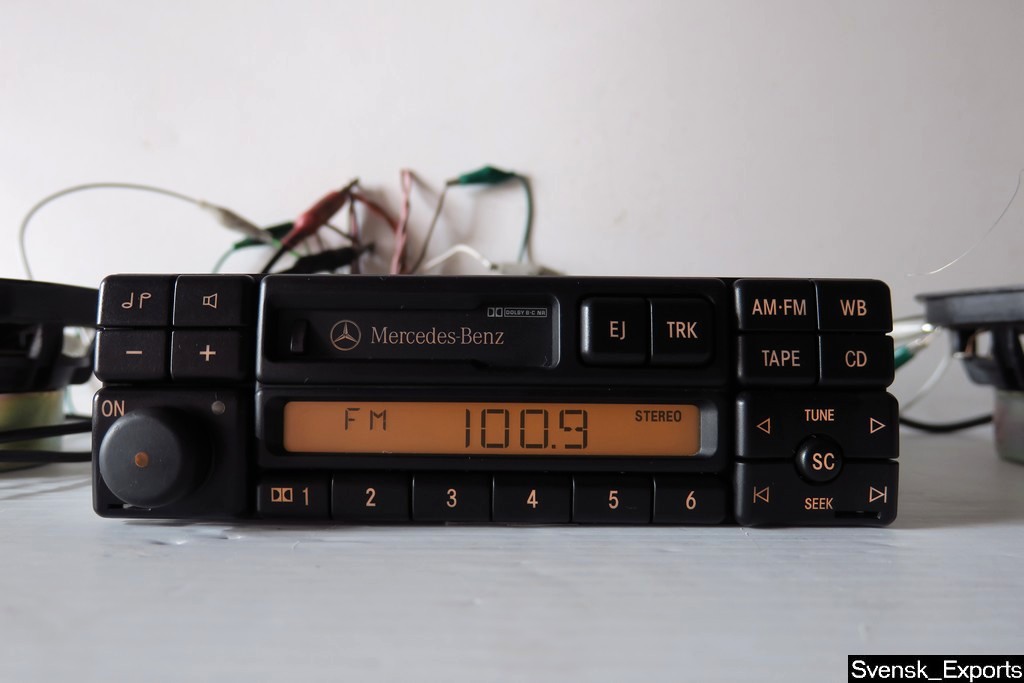 DOLBY B·C NR
Mercedes-Benz
EJ TRK
AM·FM WB
TAPE CD
− +
ON
FM 100.9 STEREO
TUNE
SC
SEEK
1 2 3 4 5 6
Svensk_Exports